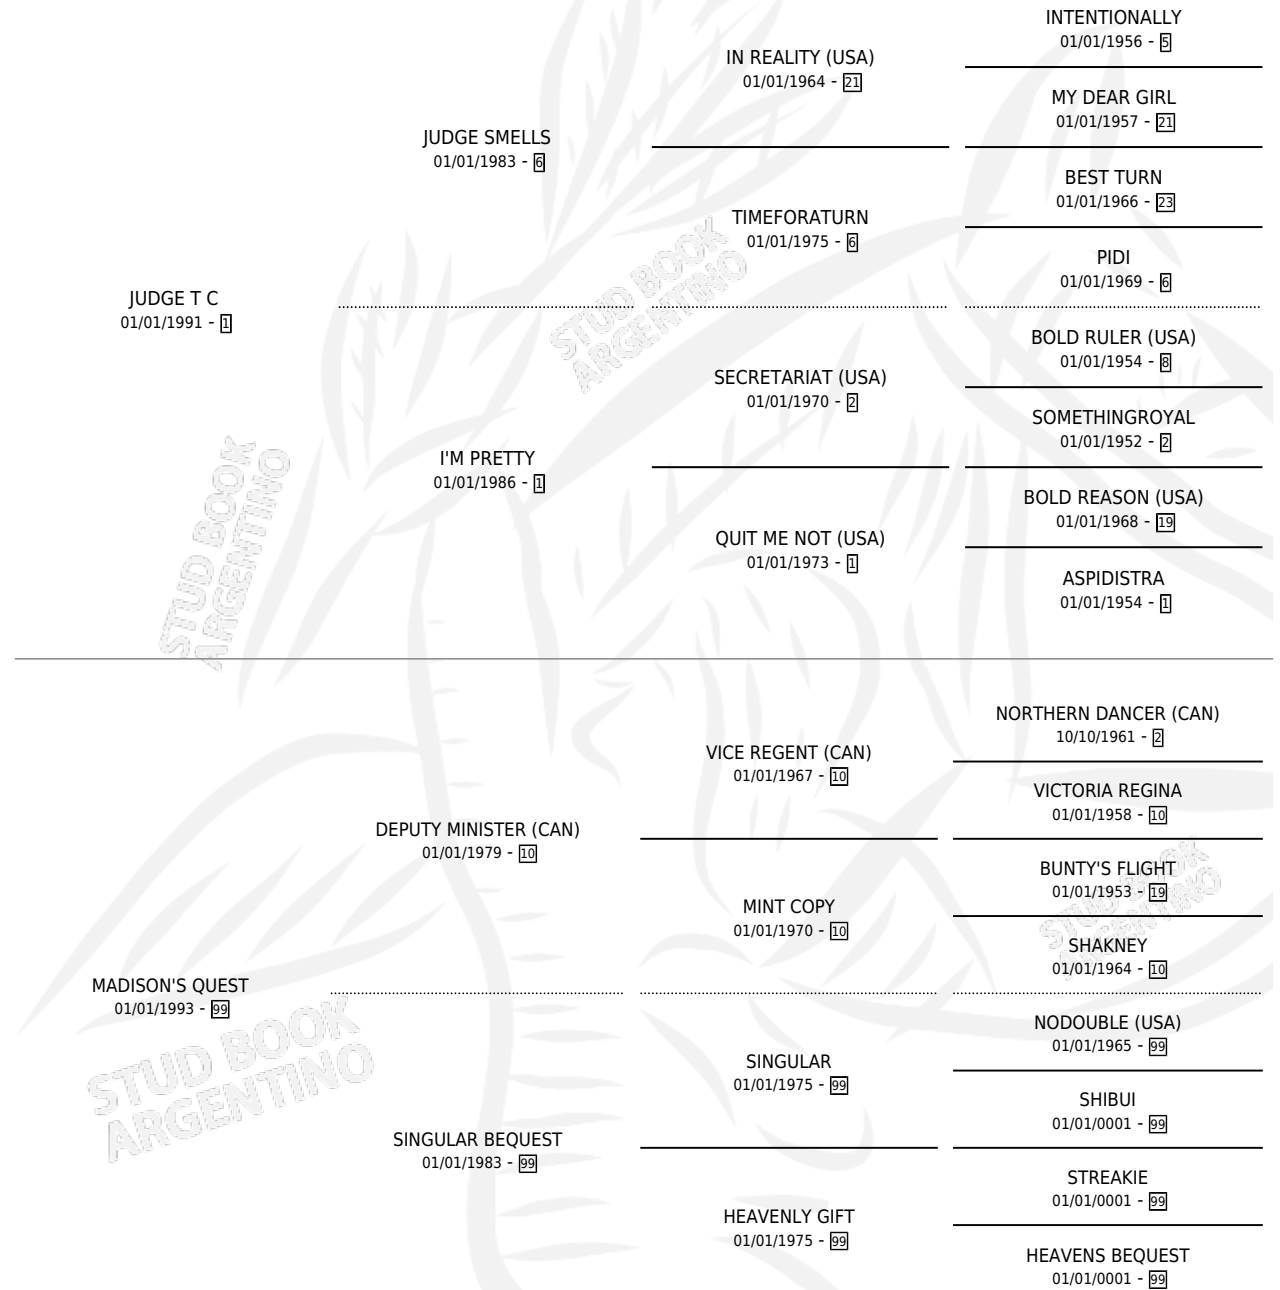 INTENTIONALLY
01/01/1956 - 5
IN REALITY (USA)
01/01/1964 - 21
MY DEAR GIRL
01/01/1957 - 21
JUDGE SMELLS
01/01/1983 - 6
BEST TURN
01/01/1966 - 23
TIMEFORATURN
01/01/1975 - 6
PIDI
01/01/1969 - 6
JUDGE T C
01/01/1991 - 1
BOLD RULER (USA)
01/01/1954 - 8
SECRETARIAT (USA)
01/01/1970 - 2
SOMETHINGROYAL
01/01/1952 - 2
I'M PRETTY
01/01/1986 - 1
BOLD REASON (USA)
01/01/1968 - 19
QUIT ME NOT (USA)
01/01/1973 - 1
ASPIDISTRA
01/01/1954 - 1
NORTHERN DANCER (CAN)
10/10/1961 - 2
VICE REGENT (CAN)
01/01/1967 - 10
VICTORIA REGINA
01/01/1958 - 10
DEPUTY MINISTER (CAN)
01/01/1979 - 10
BUNTY'S FLIGHT
01/01/1953 - 19
MINT COPY
01/01/1970 - 10
SHAKNEY
01/01/1964 - 10
MADISON'S QUEST
01/01/1993 - 99
NODOUBLE (USA)
01/01/1965 - 99
SINGULAR
01/01/1975 - 99
SHIBUI
01/01/0001 - 99
SINGULAR BEQUEST
01/01/1983 - 99
STREAKIE
01/01/0001 - 99
HEAVENLY GIFT
01/01/1975 - 99
HEAVENS BEQUEST
01/01/0001 - 99
STUD BOOK
ARGENTINO
STUD BOOK
ARGENTINO
STUD BOOK
ARGENTINO
STUD BOOK
ARGENTINO